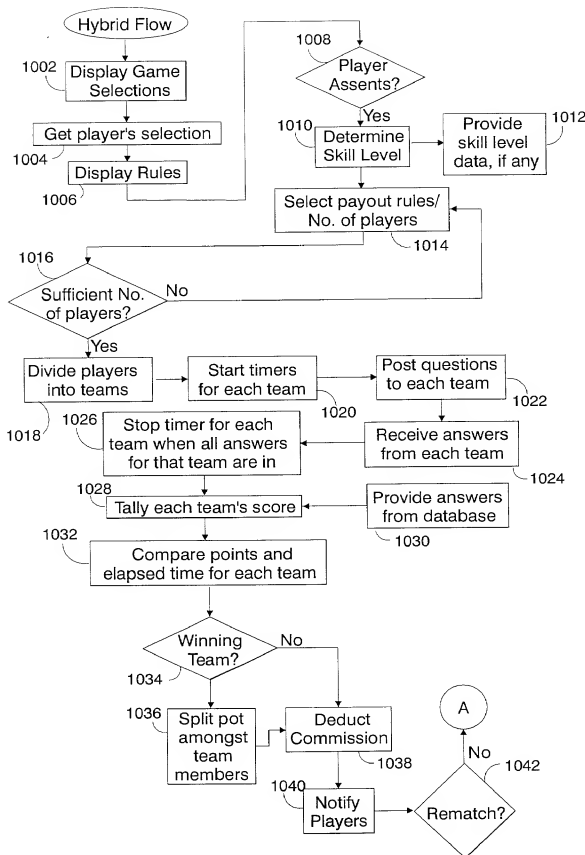 Hybrid Flow
1002
Display Game
Selections
Get player's selection
1004
Display Rules
1006
1008
Player
Assents?
Yes
1010
Determine
Skill Level
Provide
skill level
data, if any
1012
Select payout rules/
No. of players
1014
1016
Sufficient No.
of players?
No
Yes
Divide players
into teams
1018
Start timers
for each team
1020
Post questions
to each team
1022
1026
Stop timer for each
team when all answers
for that team are in
Receive answers
from each team
1024
1028
Tally each team's score
Provide answers
from database
1030
1032
Compare points and
elapsed time for each team
Winning
Team?
No
1034
1036
Split pot
amongst
team
members
Deduct
Commission
1038
1040
Notify
Players
A
No
1042
Rematch?